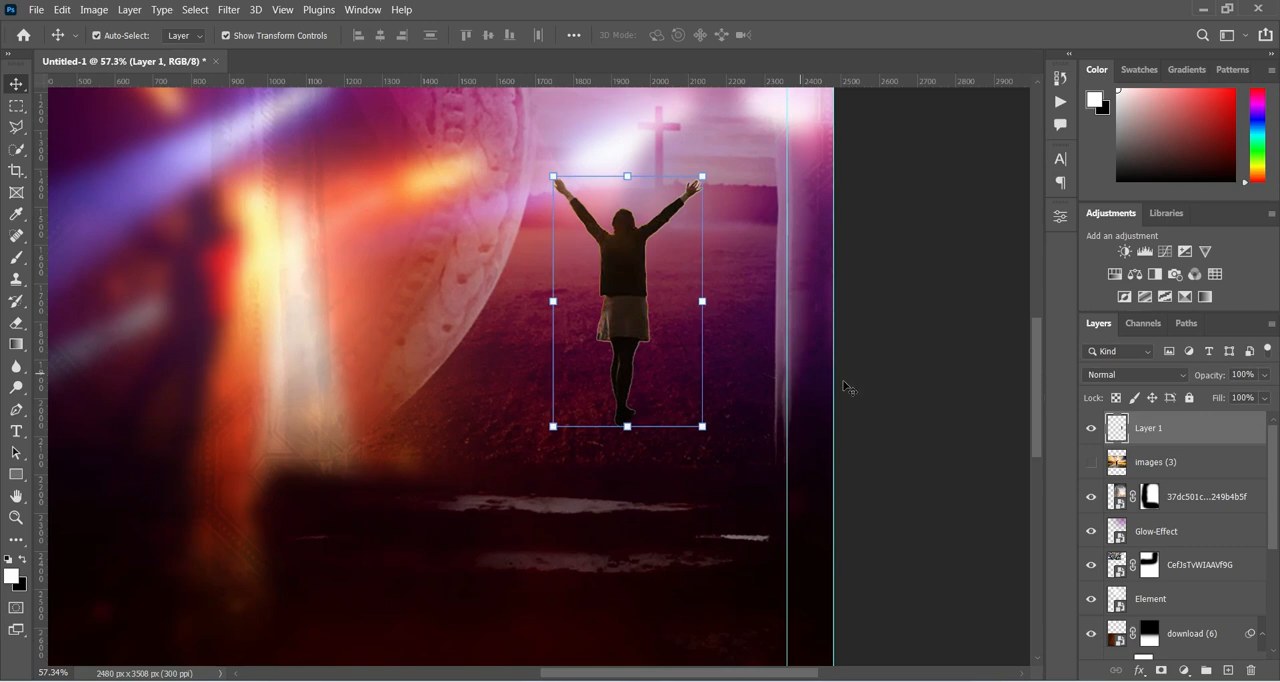 Ps File Edit Image Layer Type Select Filter 3D View Plugins Window Help
Auto-Select: Layer Show Transform Controls 3D Mode:
Untitled-1 @ 57.3% (Layer 1, RGB/8) * ×
500 600 700 800 900 1000 1100 1200 1300 1400 1500 1600 1700 1800 1900 2000 2100 2200 2300 2400 2500 2600 2700 2800 2900
Color Swatches Gradients Patterns
Adjustments Libraries
Add an adjustment
Layers Channels Paths
Kind
Normal Opacity: 100%
Lock: Fill: 100%
Layer 1
images (3)
37dc501c...249b4b5f
Glow-Effect
CefJsTvWIAAVf9G
Element
download (6)
57.34% 2480 px x 3508 px (300 ppi)